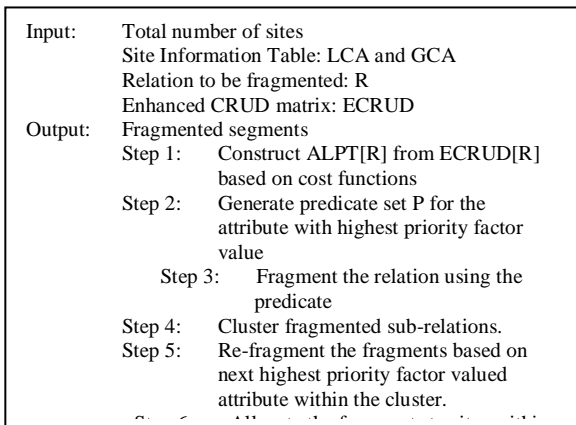 Input: Total number of sites
Site Information Table: LCA and GCA
Relation to be fragmented: R
Enhanced CRUD matrix: ECRUD
Output: Fragmented segments
Step 1: Construct ALPT[R] from ECRUD[R]
based on cost functions
Step 2: Generate predicate set P for the
attribute with highest priority factor
value
Step 3: Fragment the relation using the
predicate
Step 4: Cluster fragmented sub-relations.
Step 5: Re-fragment the fragments based on
next highest priority factor valued
attribute within the cluster.